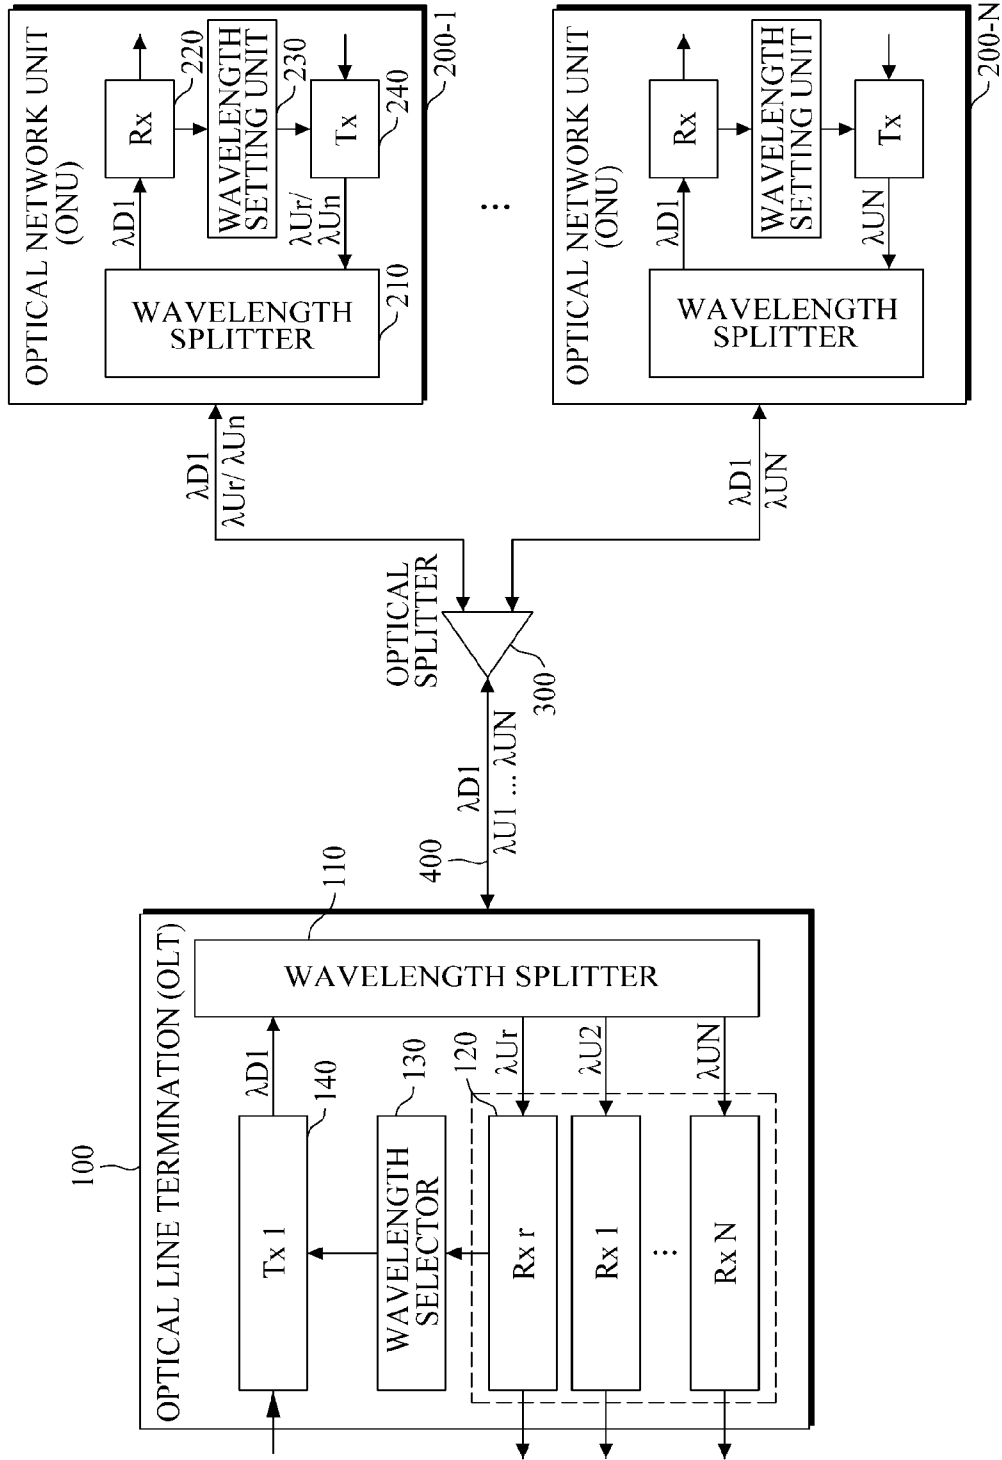 100
OPTICAL LINE TERMINATION (OLT)
Tx 1
140
λD1
WAVELENGTH
SELECTOR
130
120
Rx r
λUr
Rx 1
λU2
...
Rx N
λUN
WAVELENGTH SPLITTER
110
400
λD1
λU1 ... λUN
OPTICAL
SPLITTER
300
λD1
λUr/ λUn
λD1
λUN
OPTICAL NETWORK UNIT
(ONU)
WAVELENGTH
SPLITTER
210
λD1
Rx
220
WAVELENGTH
SETTING UNIT
230
λUr/
λUn
Tx
240
200-1
...
OPTICAL NETWORK UNIT
(ONU)
WAVELENGTH
SPLITTER
λD1
Rx
WAVELENGTH
SETTING UNIT
λUN
Tx
200-N